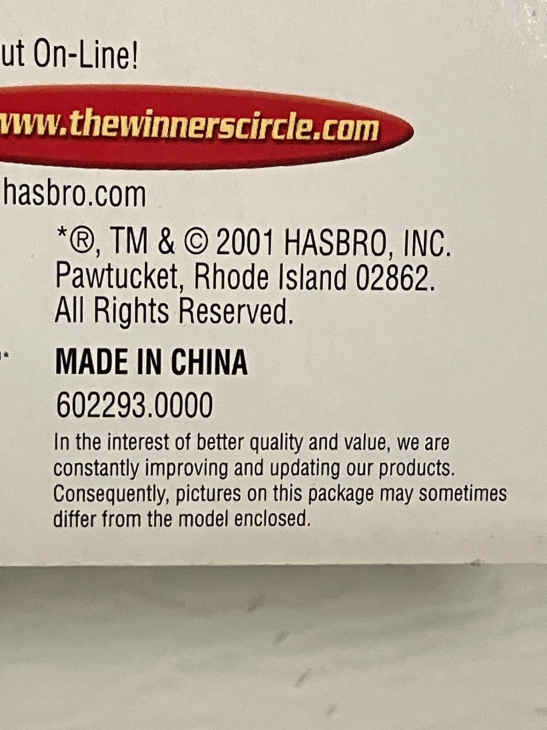 ut On-Line!
www.thewinnerscircle.com
hasbro.com
*®, TM & © 2001 HASBRO, INC.
Pawtucket, Rhode Island 02862.
All Rights Reserved.
MADE IN CHINA
602293.0000
In the interest of better quality and value, we are
constantly improving and updating our products.
Consequently, pictures on this package may sometimes
differ from the model enclosed.